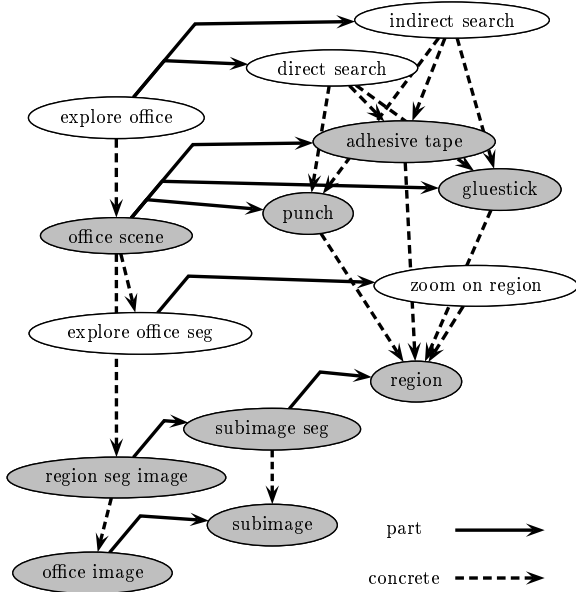 indirect search
direct search
explore office
adhesive tape
gluestick
punch
office scene
zoom on region
explore office seg
region
subimage seg
region seg image
subimage
part
office image
concrete